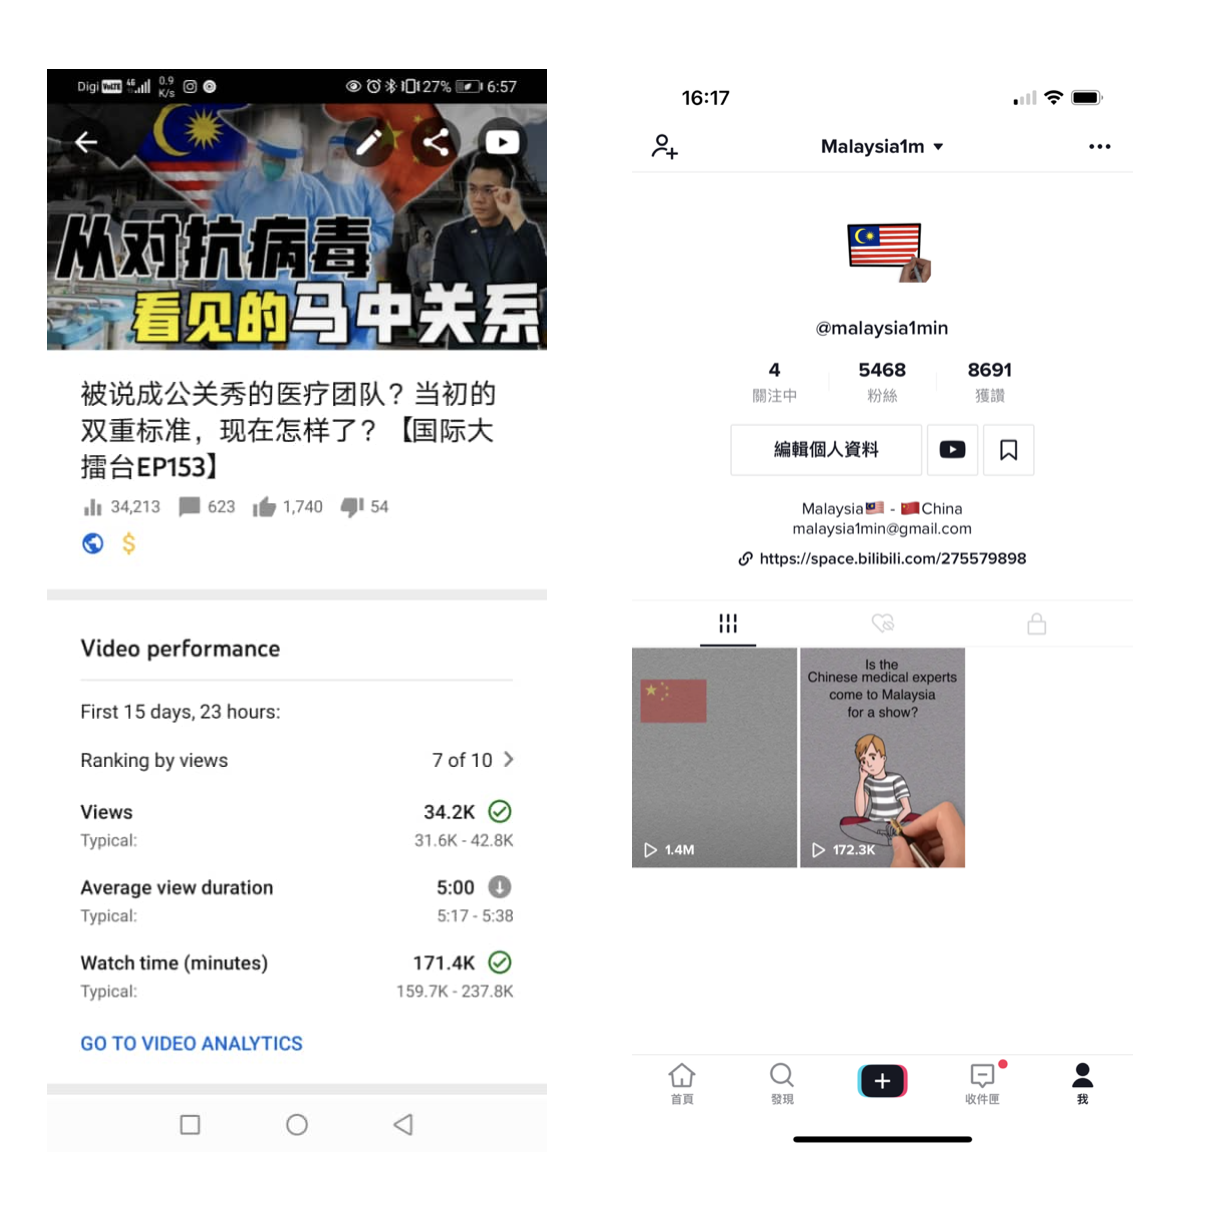 Digi VoLTE 4G 0.9 K/s 27% 6:57
从对抗病毒
看见的马中关系
被说成公关秀的医疗团队？当初的
双重标准，现在怎样了？【国际大
擂台EP153】
34,213 623 1,740 54
Video performance
First 15 days, 23 hours:
Ranking by views 7 of 10
Views 34.2K
Typical: 31.6K - 42.8K
Average view duration 5:00
Typical: 5:17 - 5:38
Watch time (minutes) 171.4K
Typical: 159.7K - 237.8K
GO TO VIDEO ANALYTICS
16:17
Malaysia1m
@malaysia1min
4 5468 8691
關注中 粉絲 獲讚
編輯個人資料
Malaysia🇲🇾 - 🇨🇳China
malaysia1min@gmail.com
https://space.bilibili.com/275579898
Is the
Chinese medical experts
come to Malaysia
for a show?
1.4M 172.3K
首頁 發現 收件匣 我